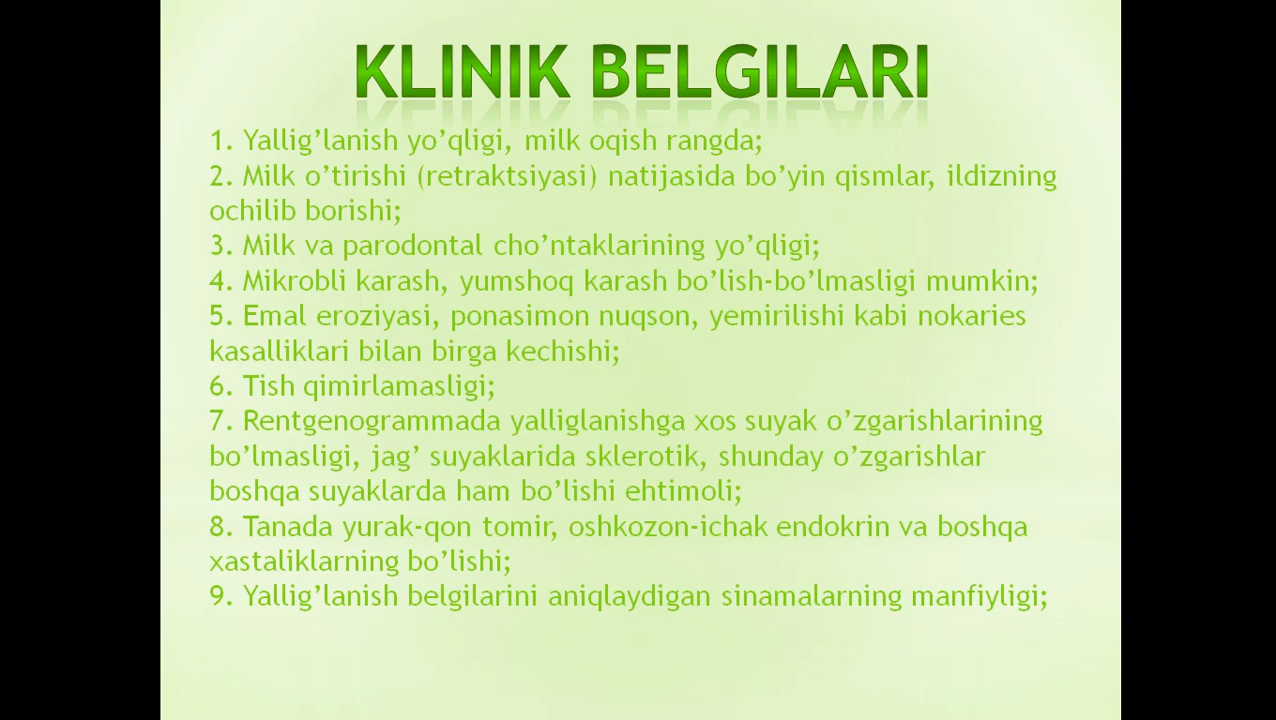 KLINIK BELGILARI
1. Yallig’lanish yo’qligi, milk oqish rangda;
2. Milk o’tirishi (retraktsiyasi) natijasida bo’yin qismlar, ildizning
ochilib borishi;
3. Milk va parodontal cho’ntaklarining yo’qligi;
4. Mikrobli karash, yumshoq karash bo’lish-bo’lmasligi mumkin;
5. Emal eroziyasi, ponasimon nuqson, yemirilishi kabi nokaries
kasalliklari bilan birga kechishi;
6. Tish qimirlamasligi;
7. Rentgenogrammada yalliglanishga xos suyak o’zgarishlarining
bo’lmasligi, jag’ suyaklarida sklerotik, shunday o’zgarishlar
boshqa suyaklarda ham bo’lishi ehtimoli;
8. Tanada yurak-qon tomir, oshkozon-ichak endokrin va boshqa
xastaliklarning bo’lishi;
9. Yallig’lanish belgilarini aniqlaydigan sinamalarning manfiyligi;